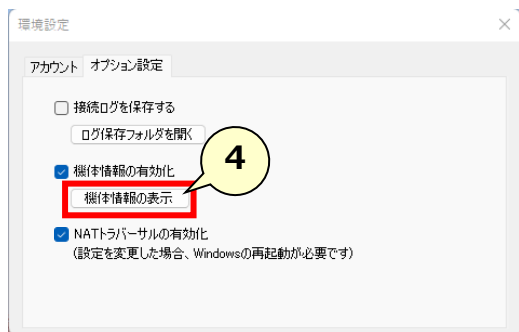 環境設定
アカウント オプション設定
接続ログを保存する
ログ保存フォルダを開く
4
機体情報の有効化
機体情報の表示
NATトラバーサルの有効化
(設定を変更した場合、Windowsの再起動が必要です)